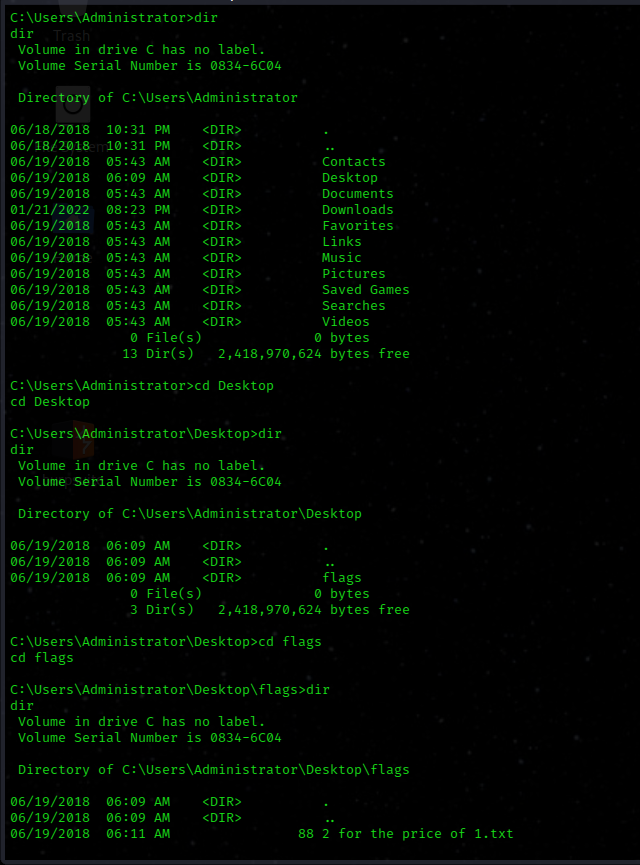 C:\Users\Administrator>dir
dir
 Volume in drive C has no label.
 Volume Serial Number is 0834-6C04

 Directory of C:\Users\Administrator

06/18/2018  10:31 PM    <DIR>          .
06/18/2018  10:31 PM    <DIR>          ..
06/19/2018  05:43 AM    <DIR>          Contacts
06/19/2018  06:09 AM    <DIR>          Desktop
06/19/2018  05:43 AM    <DIR>          Documents
01/21/2022  08:23 PM    <DIR>          Downloads
06/19/2018  05:43 AM    <DIR>          Favorites
06/19/2018  05:43 AM    <DIR>          Links
06/19/2018  05:43 AM    <DIR>          Music
06/19/2018  05:43 AM    <DIR>          Pictures
06/19/2018  05:43 AM    <DIR>          Saved Games
06/19/2018  05:43 AM    <DIR>          Searches
06/19/2018  05:43 AM    <DIR>          Videos
               0 File(s)              0 bytes
              13 Dir(s)   2,418,970,624 bytes free

C:\Users\Administrator>cd Desktop
cd Desktop

C:\Users\Administrator\Desktop>dir
dir
 Volume in drive C has no label.
 Volume Serial Number is 0834-6C04

 Directory of C:\Users\Administrator\Desktop

06/19/2018  06:09 AM    <DIR>          .
06/19/2018  06:09 AM    <DIR>          ..
06/19/2018  06:09 AM    <DIR>          flags
               0 File(s)              0 bytes
               3 Dir(s)   2,418,970,624 bytes free

C:\Users\Administrator\Desktop>cd flags
cd flags

C:\Users\Administrator\Desktop\flags>dir
dir
 Volume in drive C has no label.
 Volume Serial Number is 0834-6C04

 Directory of C:\Users\Administrator\Desktop\flags

06/19/2018  06:09 AM    <DIR>          .
06/19/2018  06:09 AM    <DIR>          ..
06/19/2018  06:11 AM                88 2 for the price of 1.txt
Trash